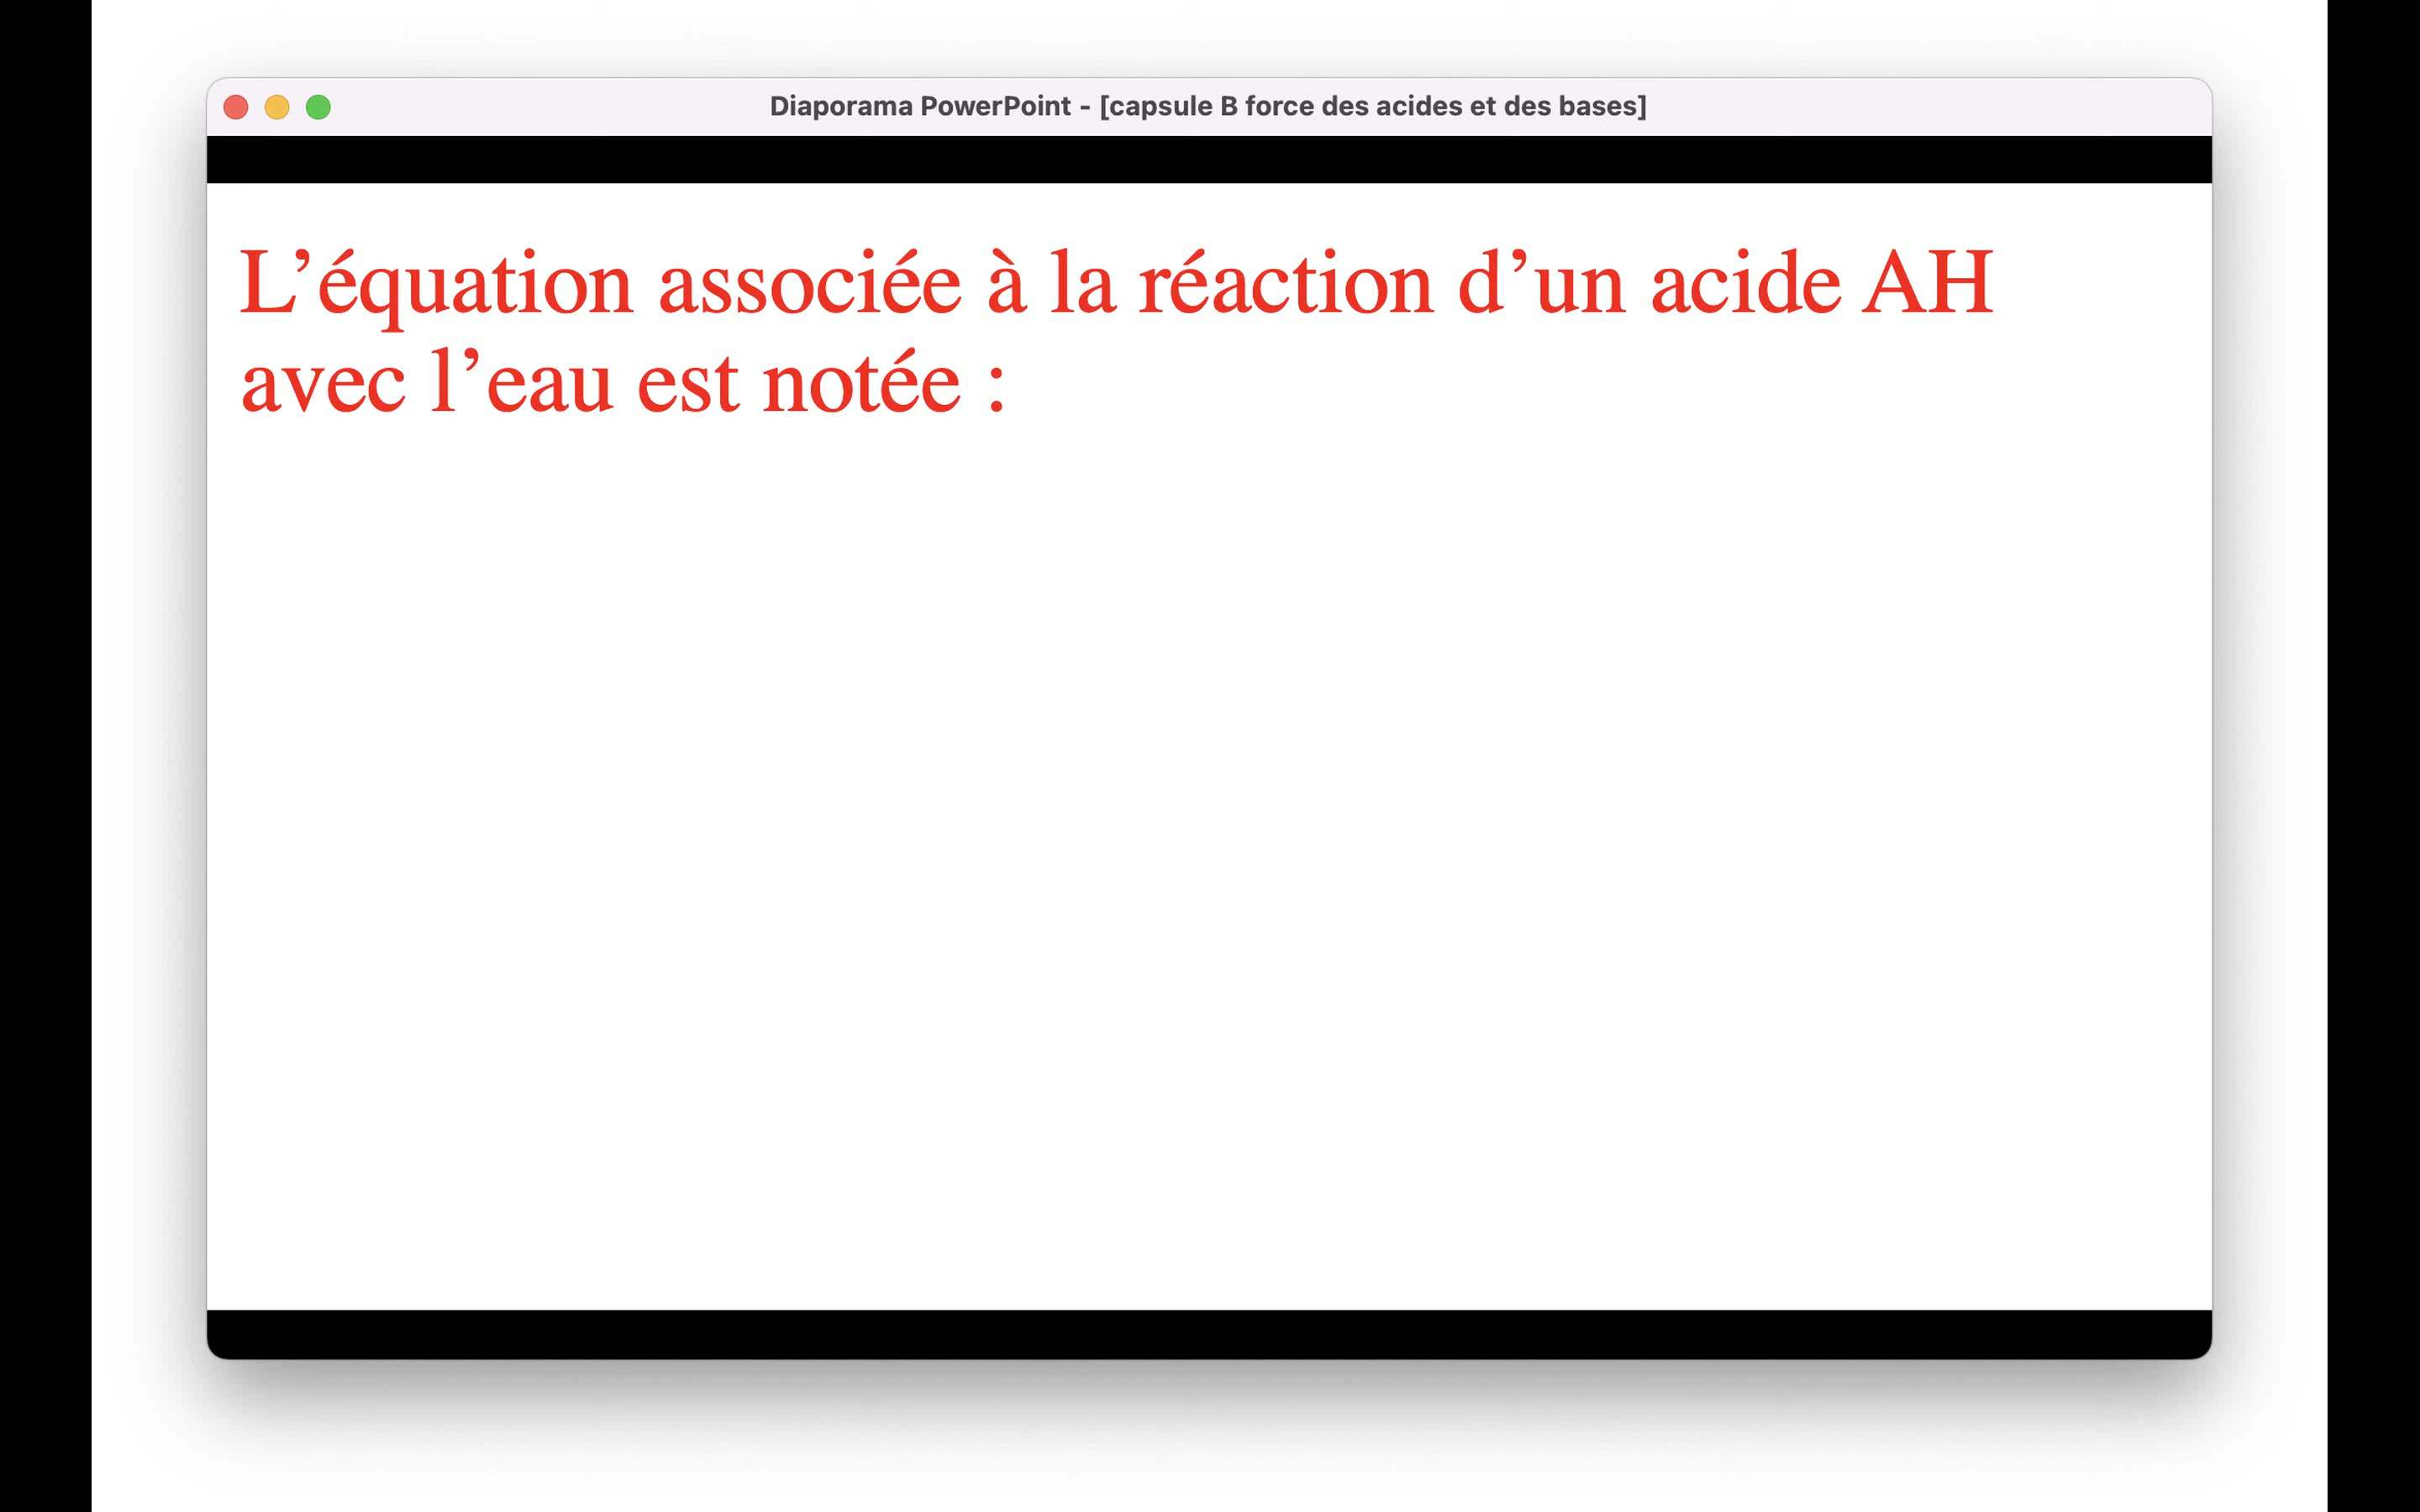 Diaporama PowerPoint - [capsule B force des acides et des bases]
L’équation associée à la réaction d’un acide AH
avec l’eau est notée :